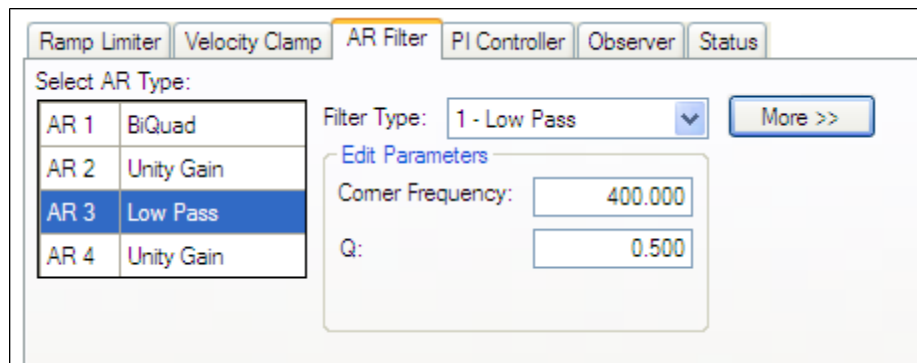 Ramp Limiter Velocity Clamp AR Filter PI Controller Observer Status
Select AR Type:
AR 1 BiQuad
AR 2 Unity Gain
AR 3 Low Pass
AR 4 Unity Gain
Filter Type: 1 - Low Pass More >>
Edit Parameters
Corner Frequency: 400.000
Q: 0.500